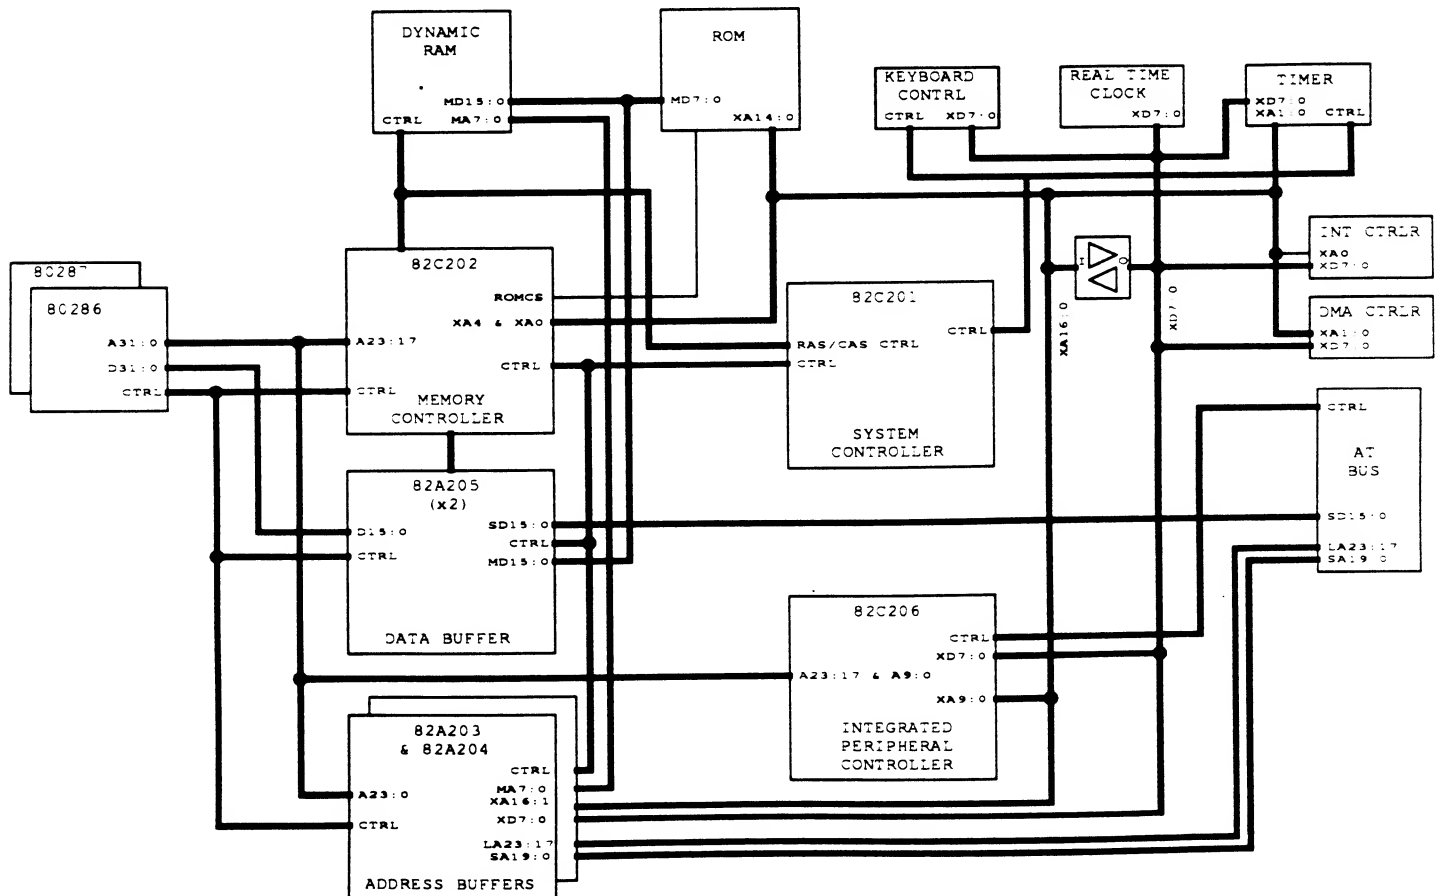 DYNAMIC
RAM
MD15:0
MA7:0
CTRL
ROM
MD7:0
XA14:0
KEYBOARD
CONTRL
CTRL XD7:0
REAL TIME
CLOCK
XD7:0
TIMER
XD7:0
XA1:0 CTRL
INT CTRLR
XA0
XD7:0
DMA CTRLR
XA1:0
XD7:0
I
O
XA16:0
XD7:0
80287
80286
A31:0
D31:0
CTRL
82C202
ROMCS
XA4 & XA0
A23:17
CTRL
CTRL
MEMORY
CONTROLLER
82C201
CTRL
RAS/CAS CTRL
CTRL
SYSTEM
CONTROLLER
CTRL
AT
BUS
SD15:0
LA23:17
SA19:0
82A205
(x2)
SD15:0
D15:0
CTRL
CTRL
MD15:0
DATA BUFFER
82C206
CTRL
XD7:0
A23:17 & A9:0
XA9:0
INTEGRATED
PERIPHERAL
CONTROLLER
82A203
& 82A204
CTRL
MA7:0
A23:0
XA16:1
XD7:0
CTRL
LA23:17
SA19:0
ADDRESS BUFFERS